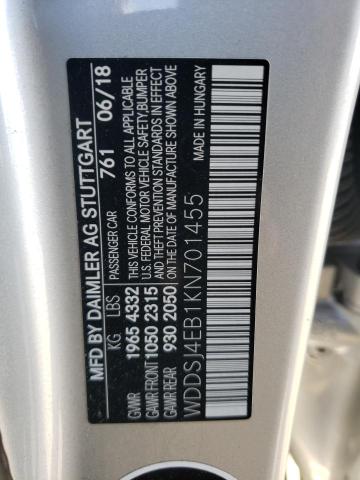 MFD BY DAIMLER AG STUTTGART
PASSENGER CAR 761 06/18
KG LBS THIS VEHICLE CONFORMS TO ALL APPLICABLE
GVWR 1965 4332 U.S. FEDERAL MOTOR VEHICLE SAFETY,BUMPER
GAWR FRONT 1050 2315 AND THEFT PREVENTION STANDARDS IN EFFECT
GAWR REAR 930 2050 ON THE DATE OF MANUFACTURE SHOWN ABOVE
WDDSJ4EB1KN701455 MADE IN HUNGARY